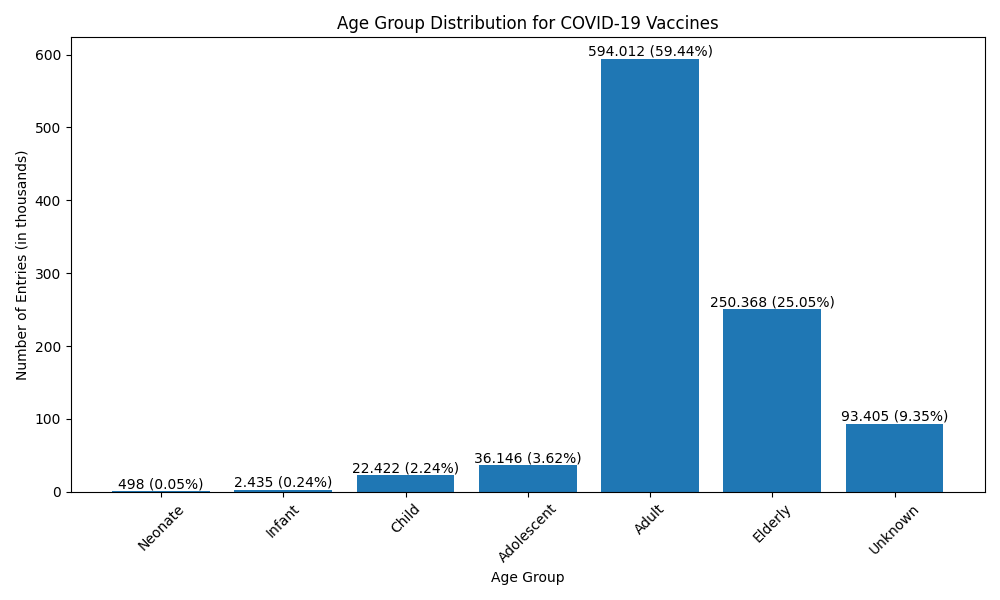 Age Group Distribution for COVID-19 Vaccines
Number of Entries (in thousands)
600
500
400
300
200
100
0
498 (0.05%)
2.435 (0.24%)
22.422 (2.24%)
36.146 (3.62%)
594.012 (59.44%)
250.368 (25.05%)
93.405 (9.35%)
Neonate
Infant
Child
Adolescent
Adult
Elderly
Unknown
Age Group